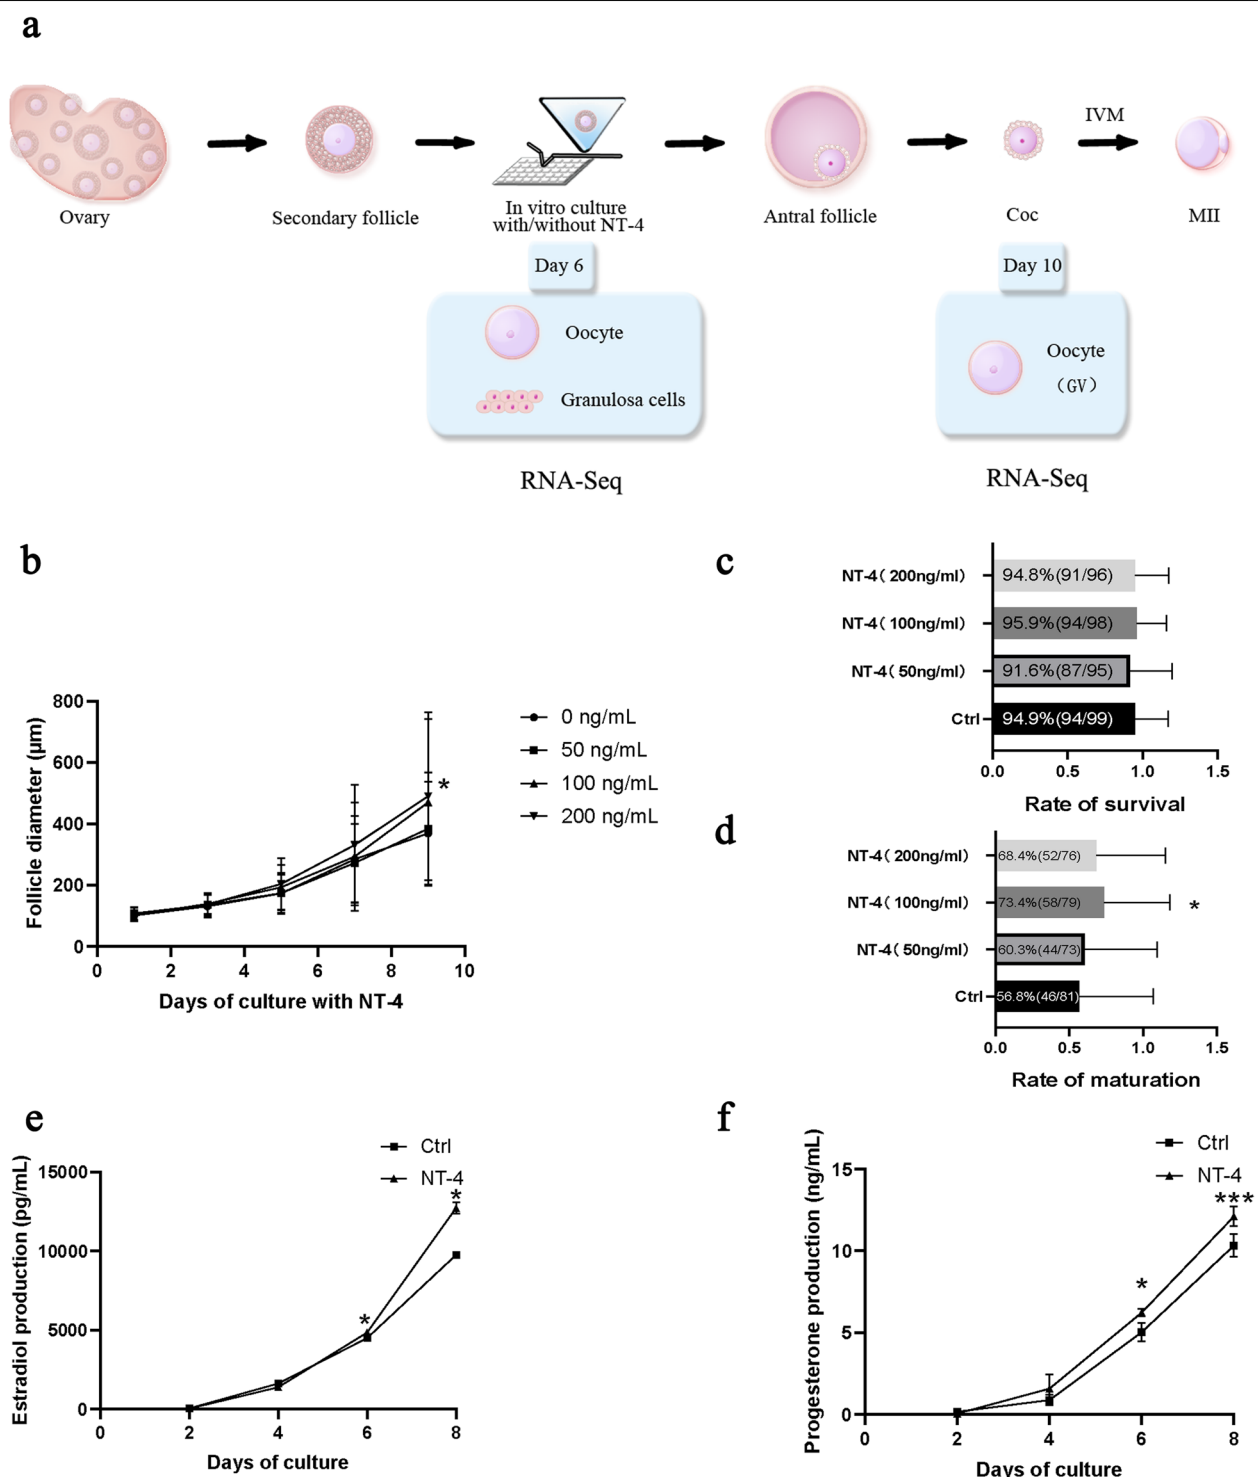 a
IVM
Ovary
Secondary follicle
In vitro culture
with/without NT-4
Antral follicle
Coc
MII
Day 6
Day 10
Oocyte
Granulosa cells
Oocyte
（GV）
RNA-Seq
RNA-Seq
b
Follicle diameter (μm)
800
600
400
200
0
*
0 2 4 6 8 10
Days of culture with NT-4
0 ng/mL
50 ng/mL
100 ng/mL
200 ng/mL
c
NT-4( 200ng/ml) 94.8%(91/96)
NT-4( 100ng/ml) 95.9%(94/98)
NT-4( 50ng/ml) 91.6%(87/95)
Ctrl 94.9%(94/99)
0.0 0.5 1.0 1.5
Rate of survival
d
NT-4( 200ng/ml) 68.4%(52/76)
NT-4( 100ng/ml) 73.4%(58/79) *
NT-4( 50ng/ml) 60.3%(44/73)
Ctrl 56.8%(46/81)
0.0 0.5 1.0 1.5
Rate of maturation
e
Estradiol production (pg/mL)
15000
10000
5000
0
Ctrl
NT-4
*
*
0 2 4 6 8
Days of culture
f
Progesterone production (ng/mL)
15
10
5
0
Ctrl
NT-4
***
*
0 2 4 6 8
Days of culture